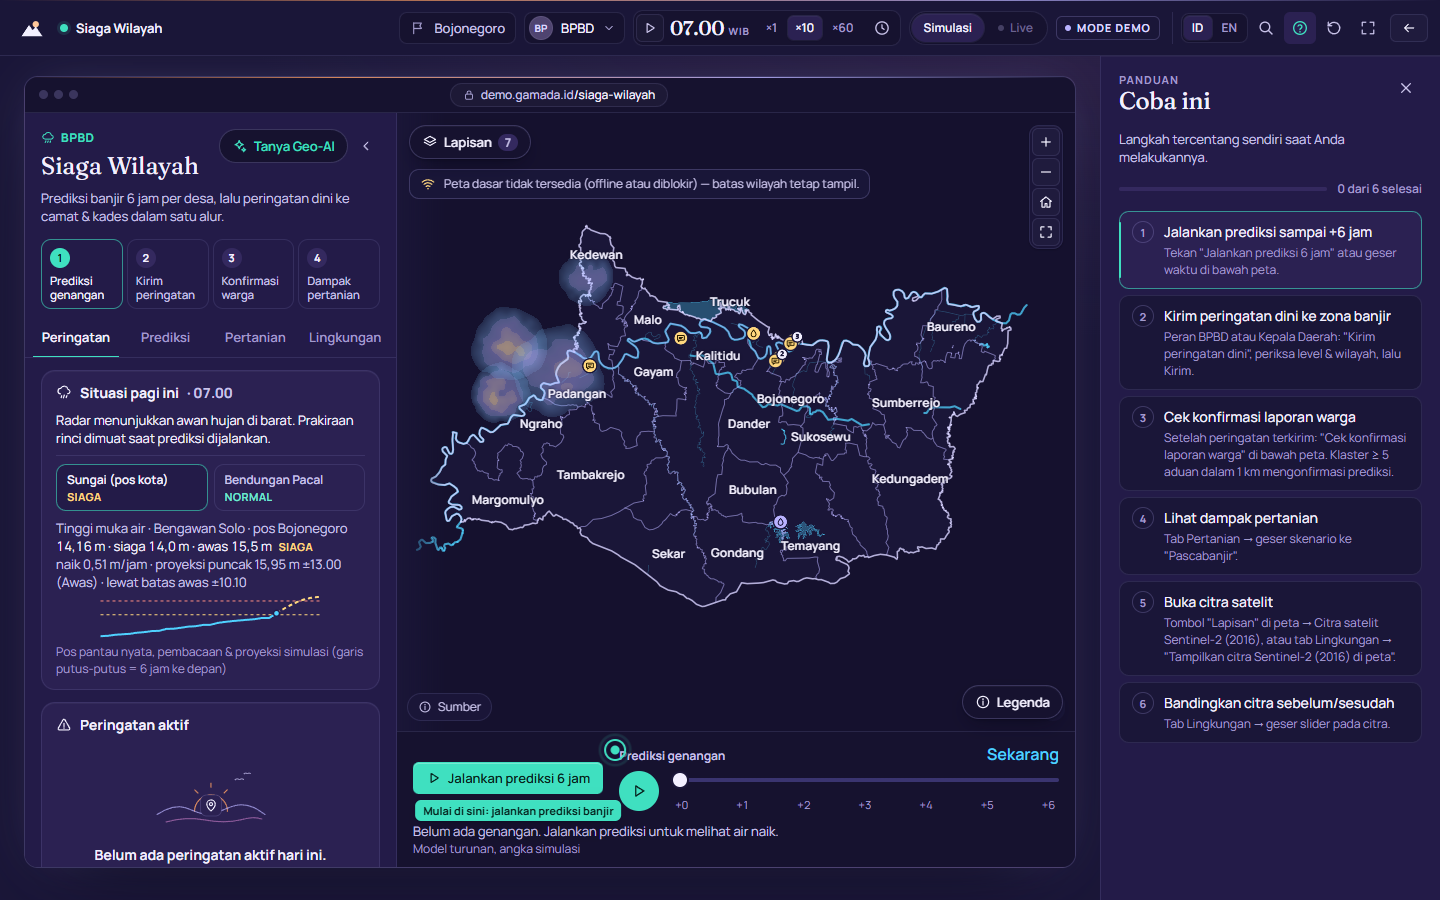 Siaga Wilayah
Bojonegoro
BP BPBD
07.00 WIB
×1 ×10 ×60
Simulasi
Live
MODE DEMO
ID EN
demo.gamada.id/siaga-wilayah
BPBD
Siaga Wilayah
Tanya Geo-AI
Prediksi banjir 6 jam per desa, lalu peringatan dini ke
camat & kades dalam satu alur.
1
Prediksi
genangan
2
Kirim
peringatan
3
Konfirmasi
warga
4
Dampak
pertanian
Peringatan Prediksi Pertanian Lingkungan
Situasi pagi ini · 07.00
Radar menunjukkan awan hujan di barat. Prakiraan
rinci dimuat saat prediksi dijalankan.
Sungai (pos kota)
SIAGA
Bendungan Pacal
NORMAL
Tinggi muka air · Bengawan Solo · pos Bojonegoro
14,16 m · siaga 14,0 m · awas 15,5 m SIAGA
naik 0,51 m/jam · proyeksi puncak 15,95 m ±13.00
(Awas) · lewat batas awas ±10.10
Pos pantau nyata, pembacaan & proyeksi simulasi (garis
putus-putus = 6 jam ke depan)
Peringatan aktif
Belum ada peringatan aktif hari ini.
Lapisan 7
Peta dasar tidak tersedia (offline atau diblokir) — batas wilayah tetap tampil.
Kedewan
Trucuk
Malo
Baureno
Kalitidu
Gayam
Padangan
Bojonegoro
Sumberrejo
Ngraho
Dander
Sukosewu
Tambakrejo
Kedungadem
Bubulan
Margomulyo
Sekar
Gondang
Temayang
3
2
Sumber
Legenda
Jalankan prediksi 6 jam
Mulai di sini: jalankan prediksi banjir
Prediksi genangan
Sekarang
+0 +1 +2 +3 +4 +5 +6
Belum ada genangan. Jalankan prediksi untuk melihat air naik.
Model turunan, angka simulasi
PANDUAN
Coba ini
Langkah tercentang sendiri saat Anda
melakukannya.
0 dari 6 selesai
1
Jalankan prediksi sampai +6 jam
Tekan "Jalankan prediksi 6 jam" atau geser
waktu di bawah peta.
2
Kirim peringatan dini ke zona banjir
Peran BPBD atau Kepala Daerah: "Kirim
peringatan dini", periksa level & wilayah, lalu
Kirim.
3
Cek konfirmasi laporan warga
Setelah peringatan terkirim: "Cek konfirmasi
laporan warga" di bawah peta. Klaster ≥ 5
aduan dalam 1 km mengonfirmasi prediksi.
4
Lihat dampak pertanian
Tab Pertanian → geser skenario ke
"Pascabanjir".
5
Buka citra satelit
Tombol "Lapisan" di peta → Citra satelit
Sentinel-2 (2016), atau tab Lingkungan →
"Tampilkan citra Sentinel-2 (2016) di peta".
6
Bandingkan citra sebelum/sesudah
Tab Lingkungan → geser slider pada citra.